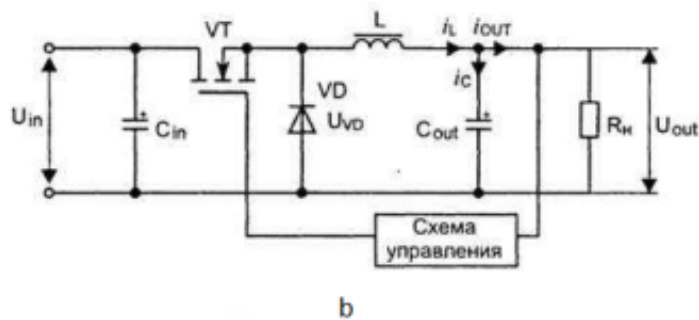 VT
L
iL
iOUT
iC
Uin
Cin
VD
UVD
Cout
Rн
Uout
Схема
управления
b